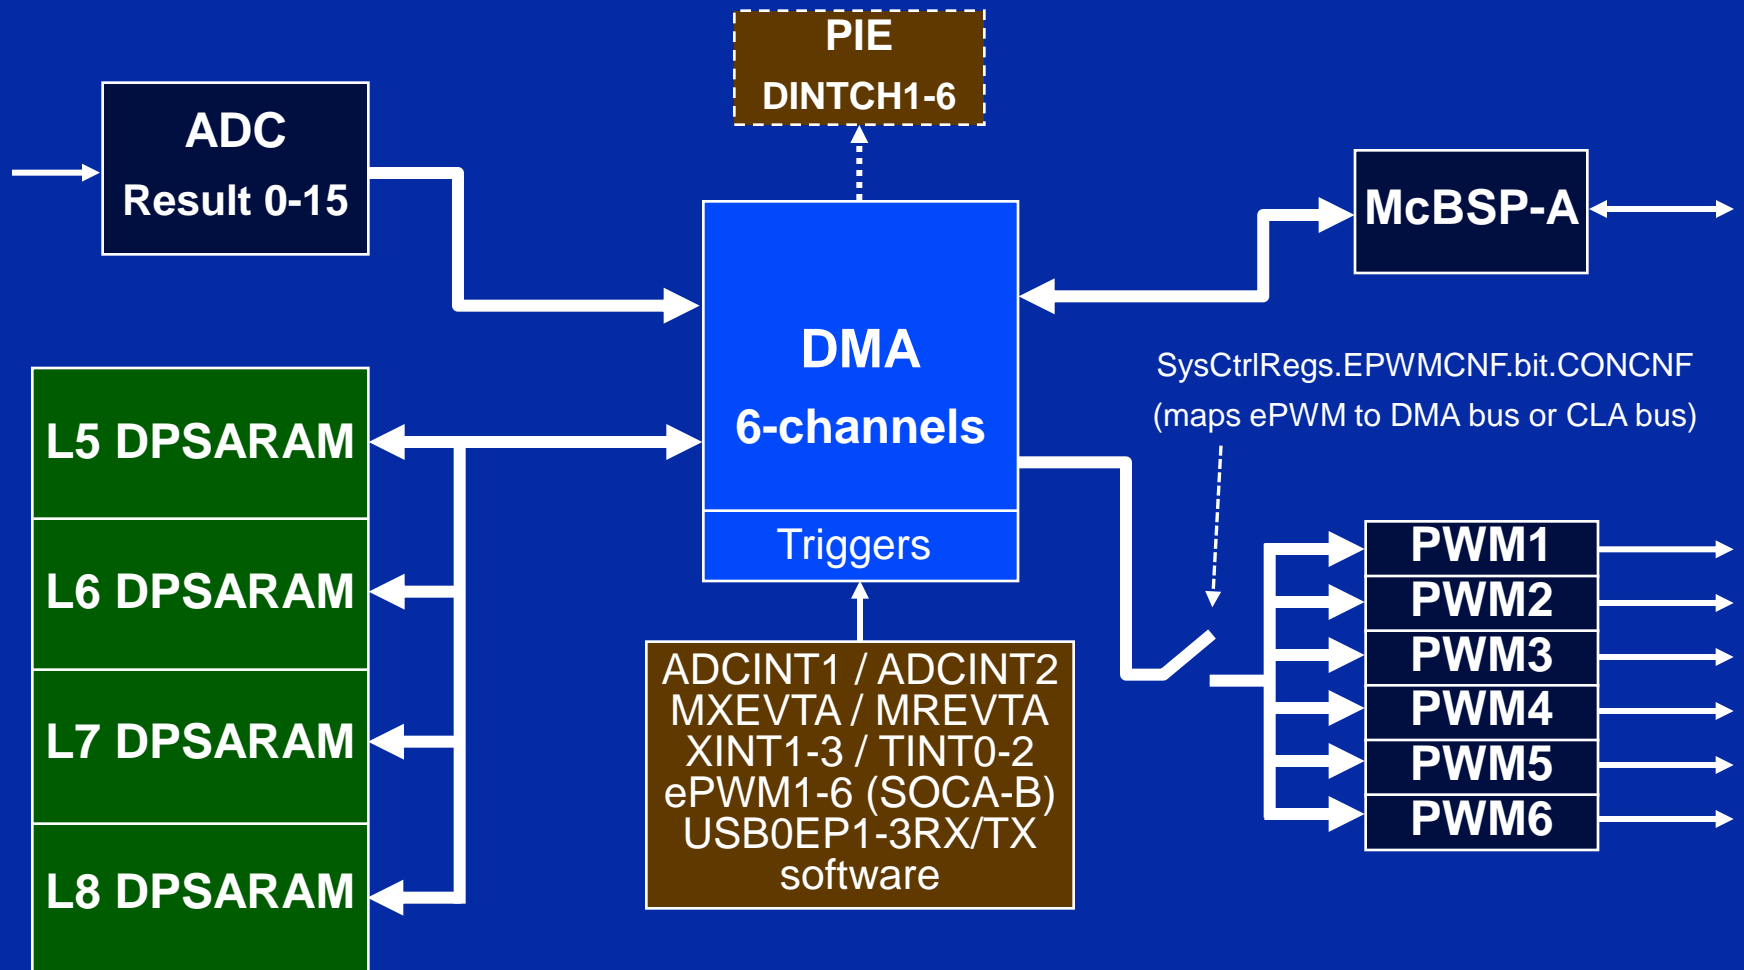 PIE
DINTCH1-6
ADC
Result 0-15
McBSP-A
DMA
6-channels
Triggers
SysCtrlRegs.EPWMCNF.bit.CONCNF
(maps ePWM to DMA bus or CLA bus)
L5 DPSARAM
L6 DPSARAM
L7 DPSARAM
L8 DPSARAM
ADCINT1 / ADCINT2
MXEVTA / MREVTA
XINT1-3 / TINT0-2
ePWM1-6 (SOCA-B)
USB0EP1-3RX/TX
software
PWM1
PWM2
PWM3
PWM4
PWM5
PWM6